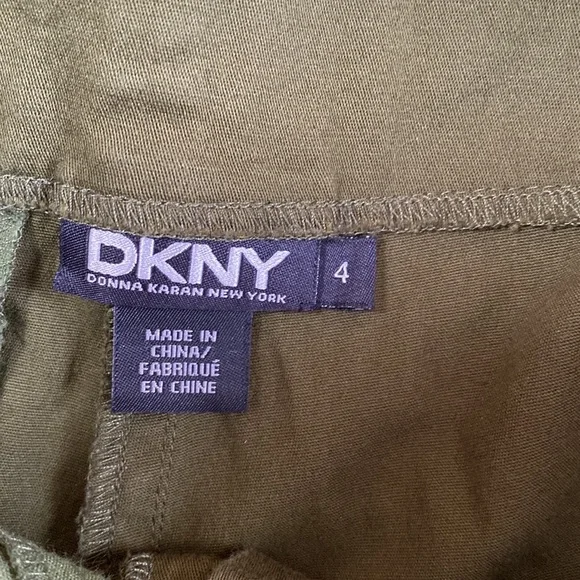 DKNY
DONNA KARAN NEW YORK
4
MADE IN
CHINA/
FABRIQUÉ
EN CHINE